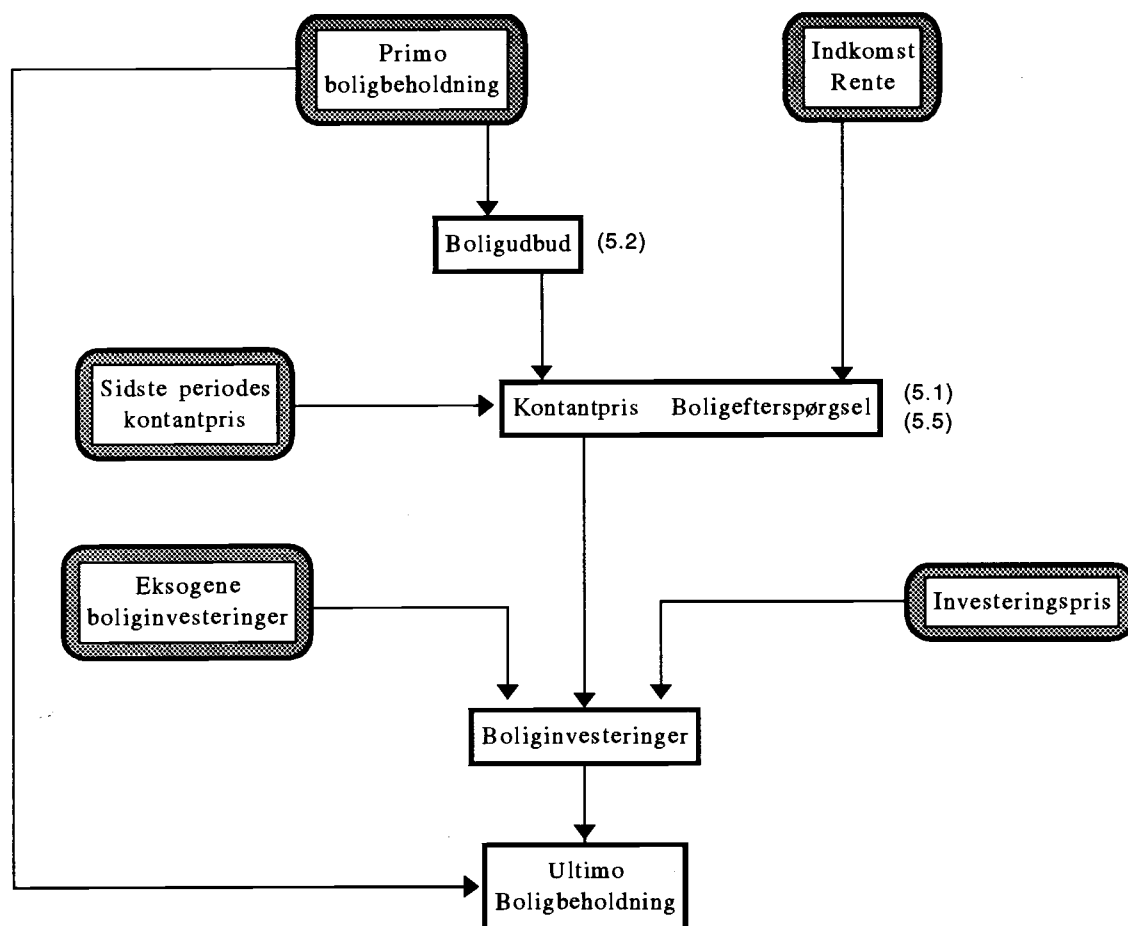 Primo
boligbeholdning
Indkomst
Rente
Boligudbud (5.2)
Sidste periodes
kontantpris
Kontantpris Boligefterspørgsel (5.1)
(5.5)
Eksogene
boliginvesteringer
Investeringspris
Boliginvesteringer
Ultimo
Boligbeholdning